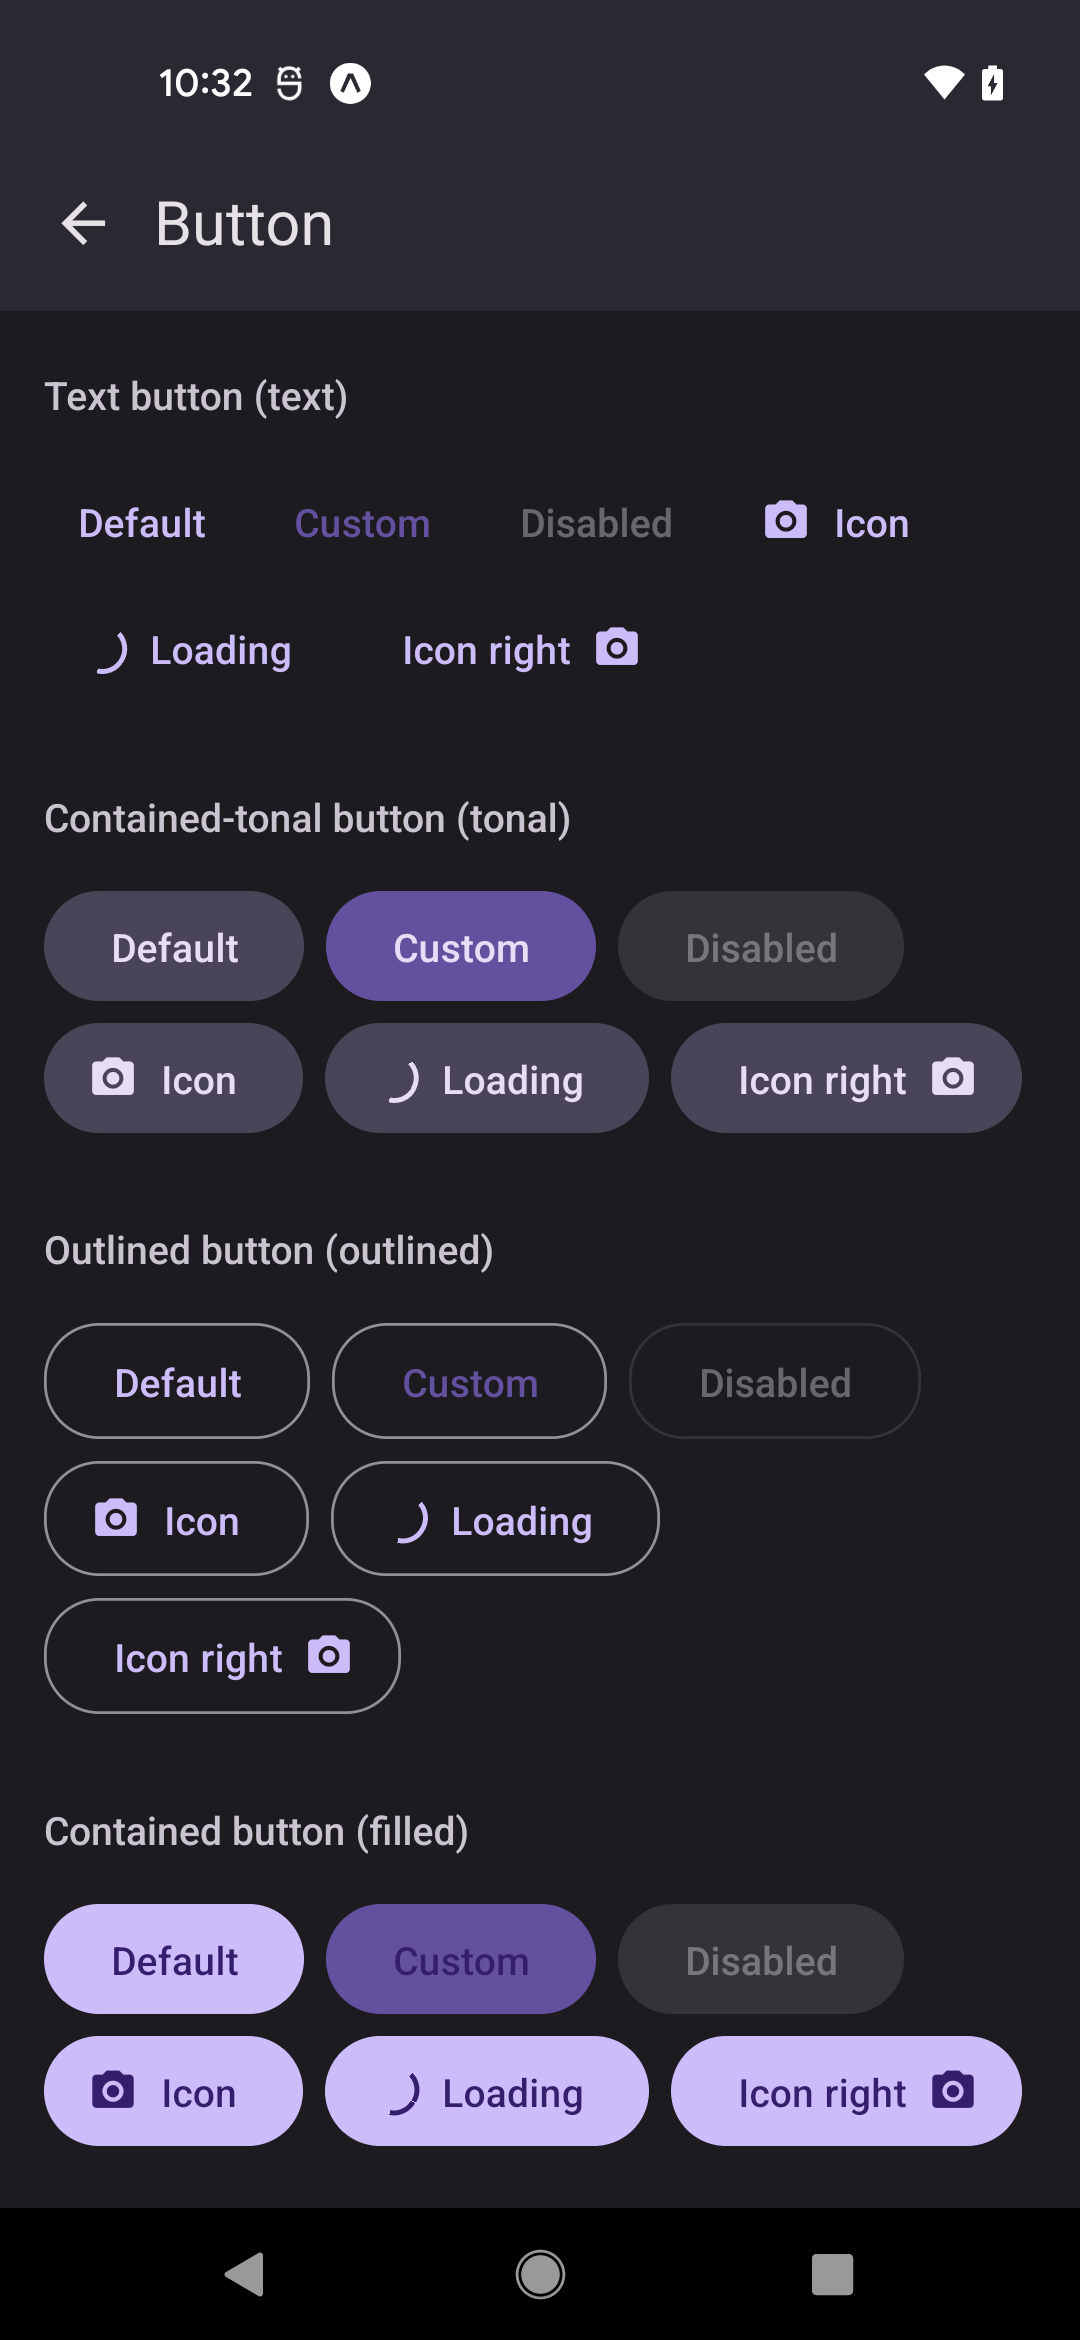 10:32
Button
Text button (text)
Default Custom Disabled Icon
Loading Icon right
Contained-tonal button (tonal)
Default Custom Disabled
Icon Loading Icon right
Outlined button (outlined)
Default Custom Disabled
Icon Loading
Icon right
Contained button (filled)
Default Custom Disabled
Icon Loading Icon right